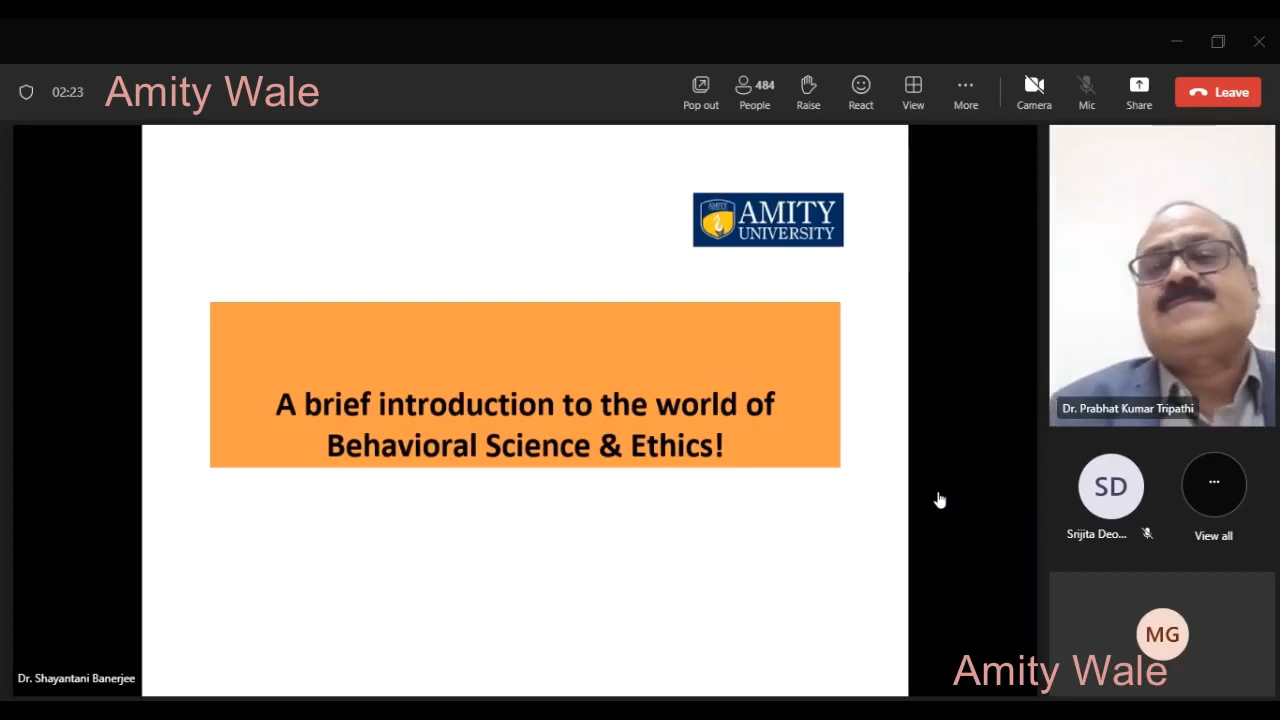 02:23
Amity Wale
484
Pop out
People
Raise
React
View
More
Camera
Mic
Share
Leave
AMITY
AMITY
UNIVERSITY
A brief introduction to the world of
Behavioral Science & Ethics!
Dr. Prabhat Kumar Tripathi
SD
...
Srijita Deo...
View all
MG
Amity Wale
Dr. Shayantani Banerjee